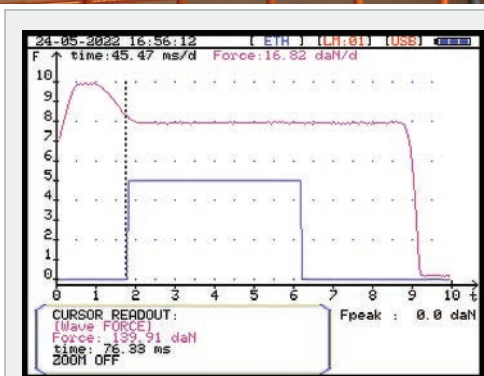 24-05-2022 16:56:12 [ ETH ] [LM:01] [USB]
F time:45.47 ms/d Force:16.82 daN/d
10
9
8
7
6
5
4
3
2
1
0
0 1 2 3 4 5 6 7 8 9 10 t
CURSOR READOUT:
(Wave FORCE)
Force: 139.91 daN
time: 76.33 ms
ZOOM OFF
Fpeak : 0.0 daN